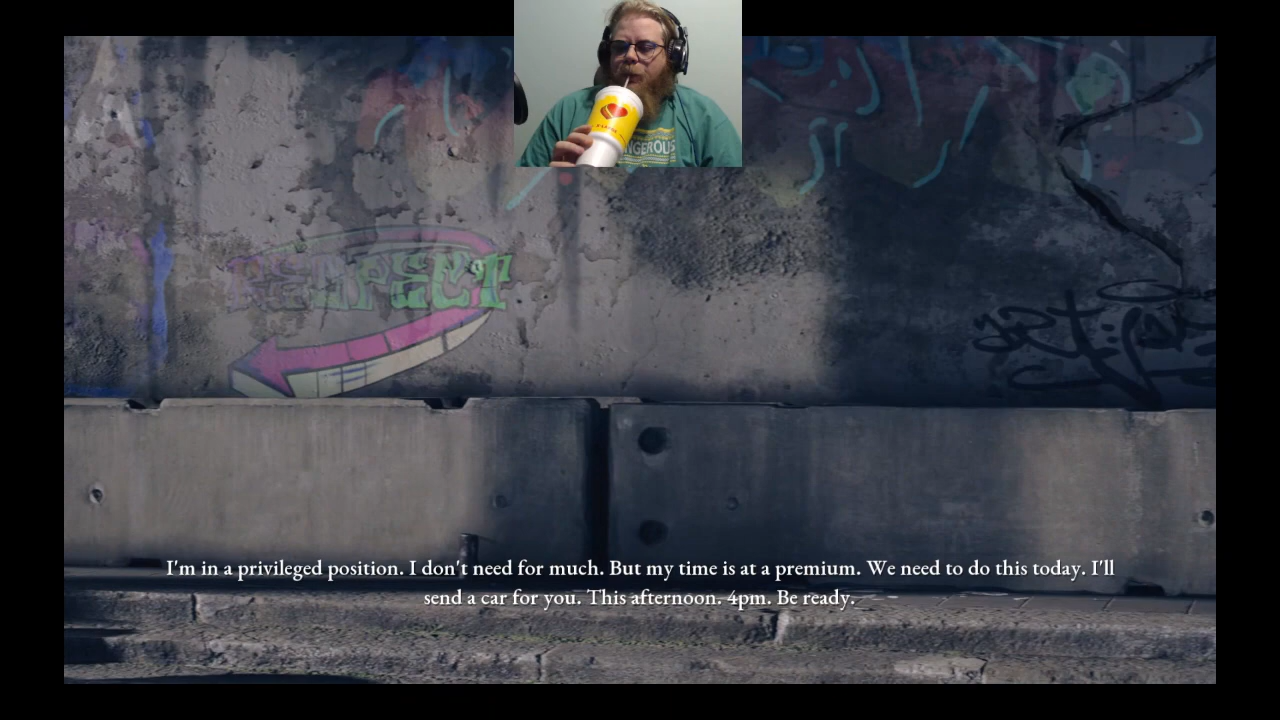 NGEROUS
RESPECT
I'm in a privileged position. I don't need for much. But my time is at a premium. We need to do this today. I'll
send a car for you. This afternoon. 4pm. Be ready.